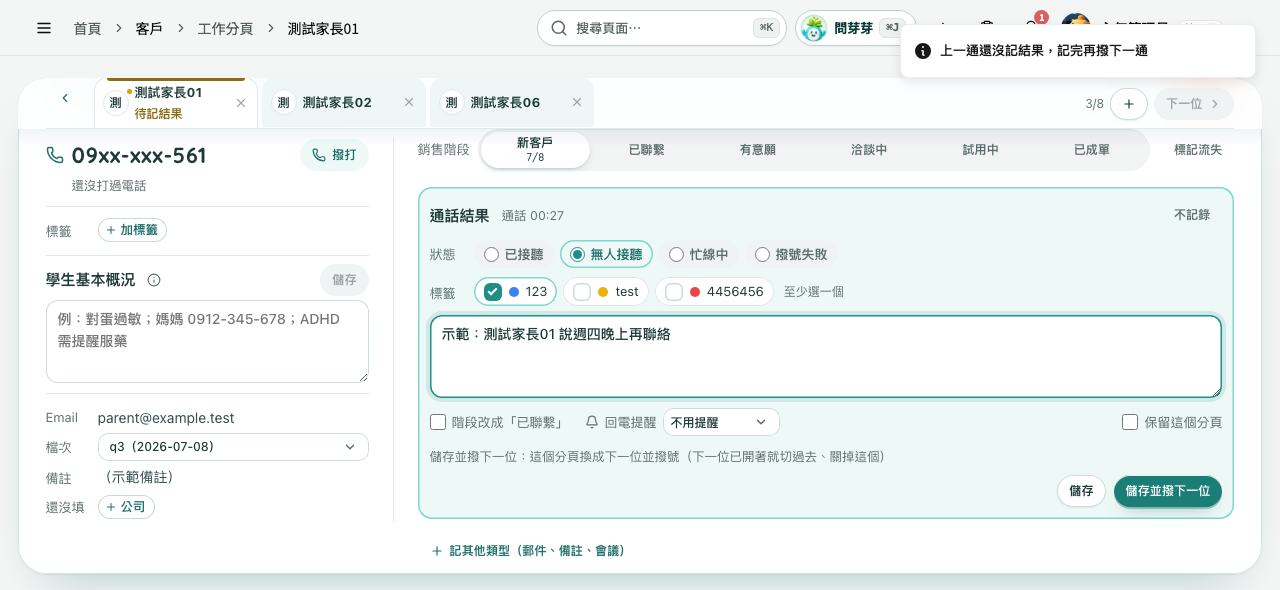 首頁 > 客戶 > 工作分頁 > 測試家長01
搜尋頁面… ⌘K
問芽芽 ⌘J
1
上一通還沒記結果，記完再撥下一通
測 測試家長01
待記結果
測 測試家長02
測 測試家長06
3/8
下一位
09xx-xxx-561
撥打
還沒打過電話
標籤
+ 加標籤
學生基本概況
儲存
例：對蛋過敏；媽媽 0912-345-678；ADHD
需提醒服藥
Email parent@example.test
檔次 q3（2026-07-08）
備註 （示範備註）
還沒填 + 公司
銷售階段
新客戶
7/8
已聯繫
有意願
洽談中
試用中
已成單
標記流失
通話結果 通話 00:27
不記錄
狀態 已接聽 無人接聽 忙線中 撥號失敗
標籤 123 test 4456456 至少選一個
示範：測試家長01 說週四晚上再聯絡
階段改成「已聯繫」 回電提醒 不用提醒
保留這個分頁
儲存並撥下一位：這個分頁換成下一位並撥號（下一位已開著就切過去、關掉這個）
儲存
儲存並撥下一位
+ 記其他類型（郵件、備註、會議）